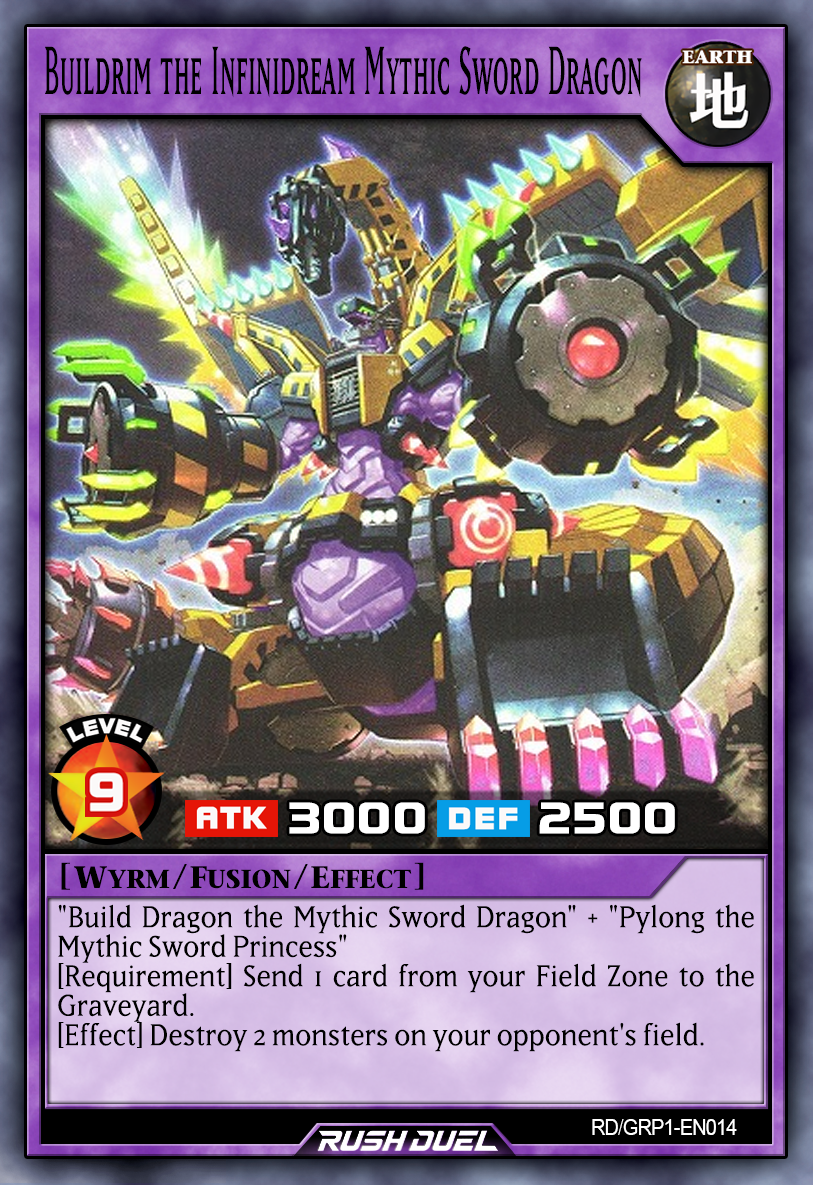 Buildrim the Infinidream Mythic Sword Dragon
EARTH
地
LEVEL
9
ATK 3000 DEF 2500
[Wyrm/Fusion/Effect]
"Build Dragon the Mythic Sword Dragon" + "Pylong the
Mythic Sword Princess"
[Requirement] Send 1 card from your Field Zone to the
Graveyard.
[Effect] Destroy 2 monsters on your opponent's field.
RUSH DUEL
RD/GRP1-EN014